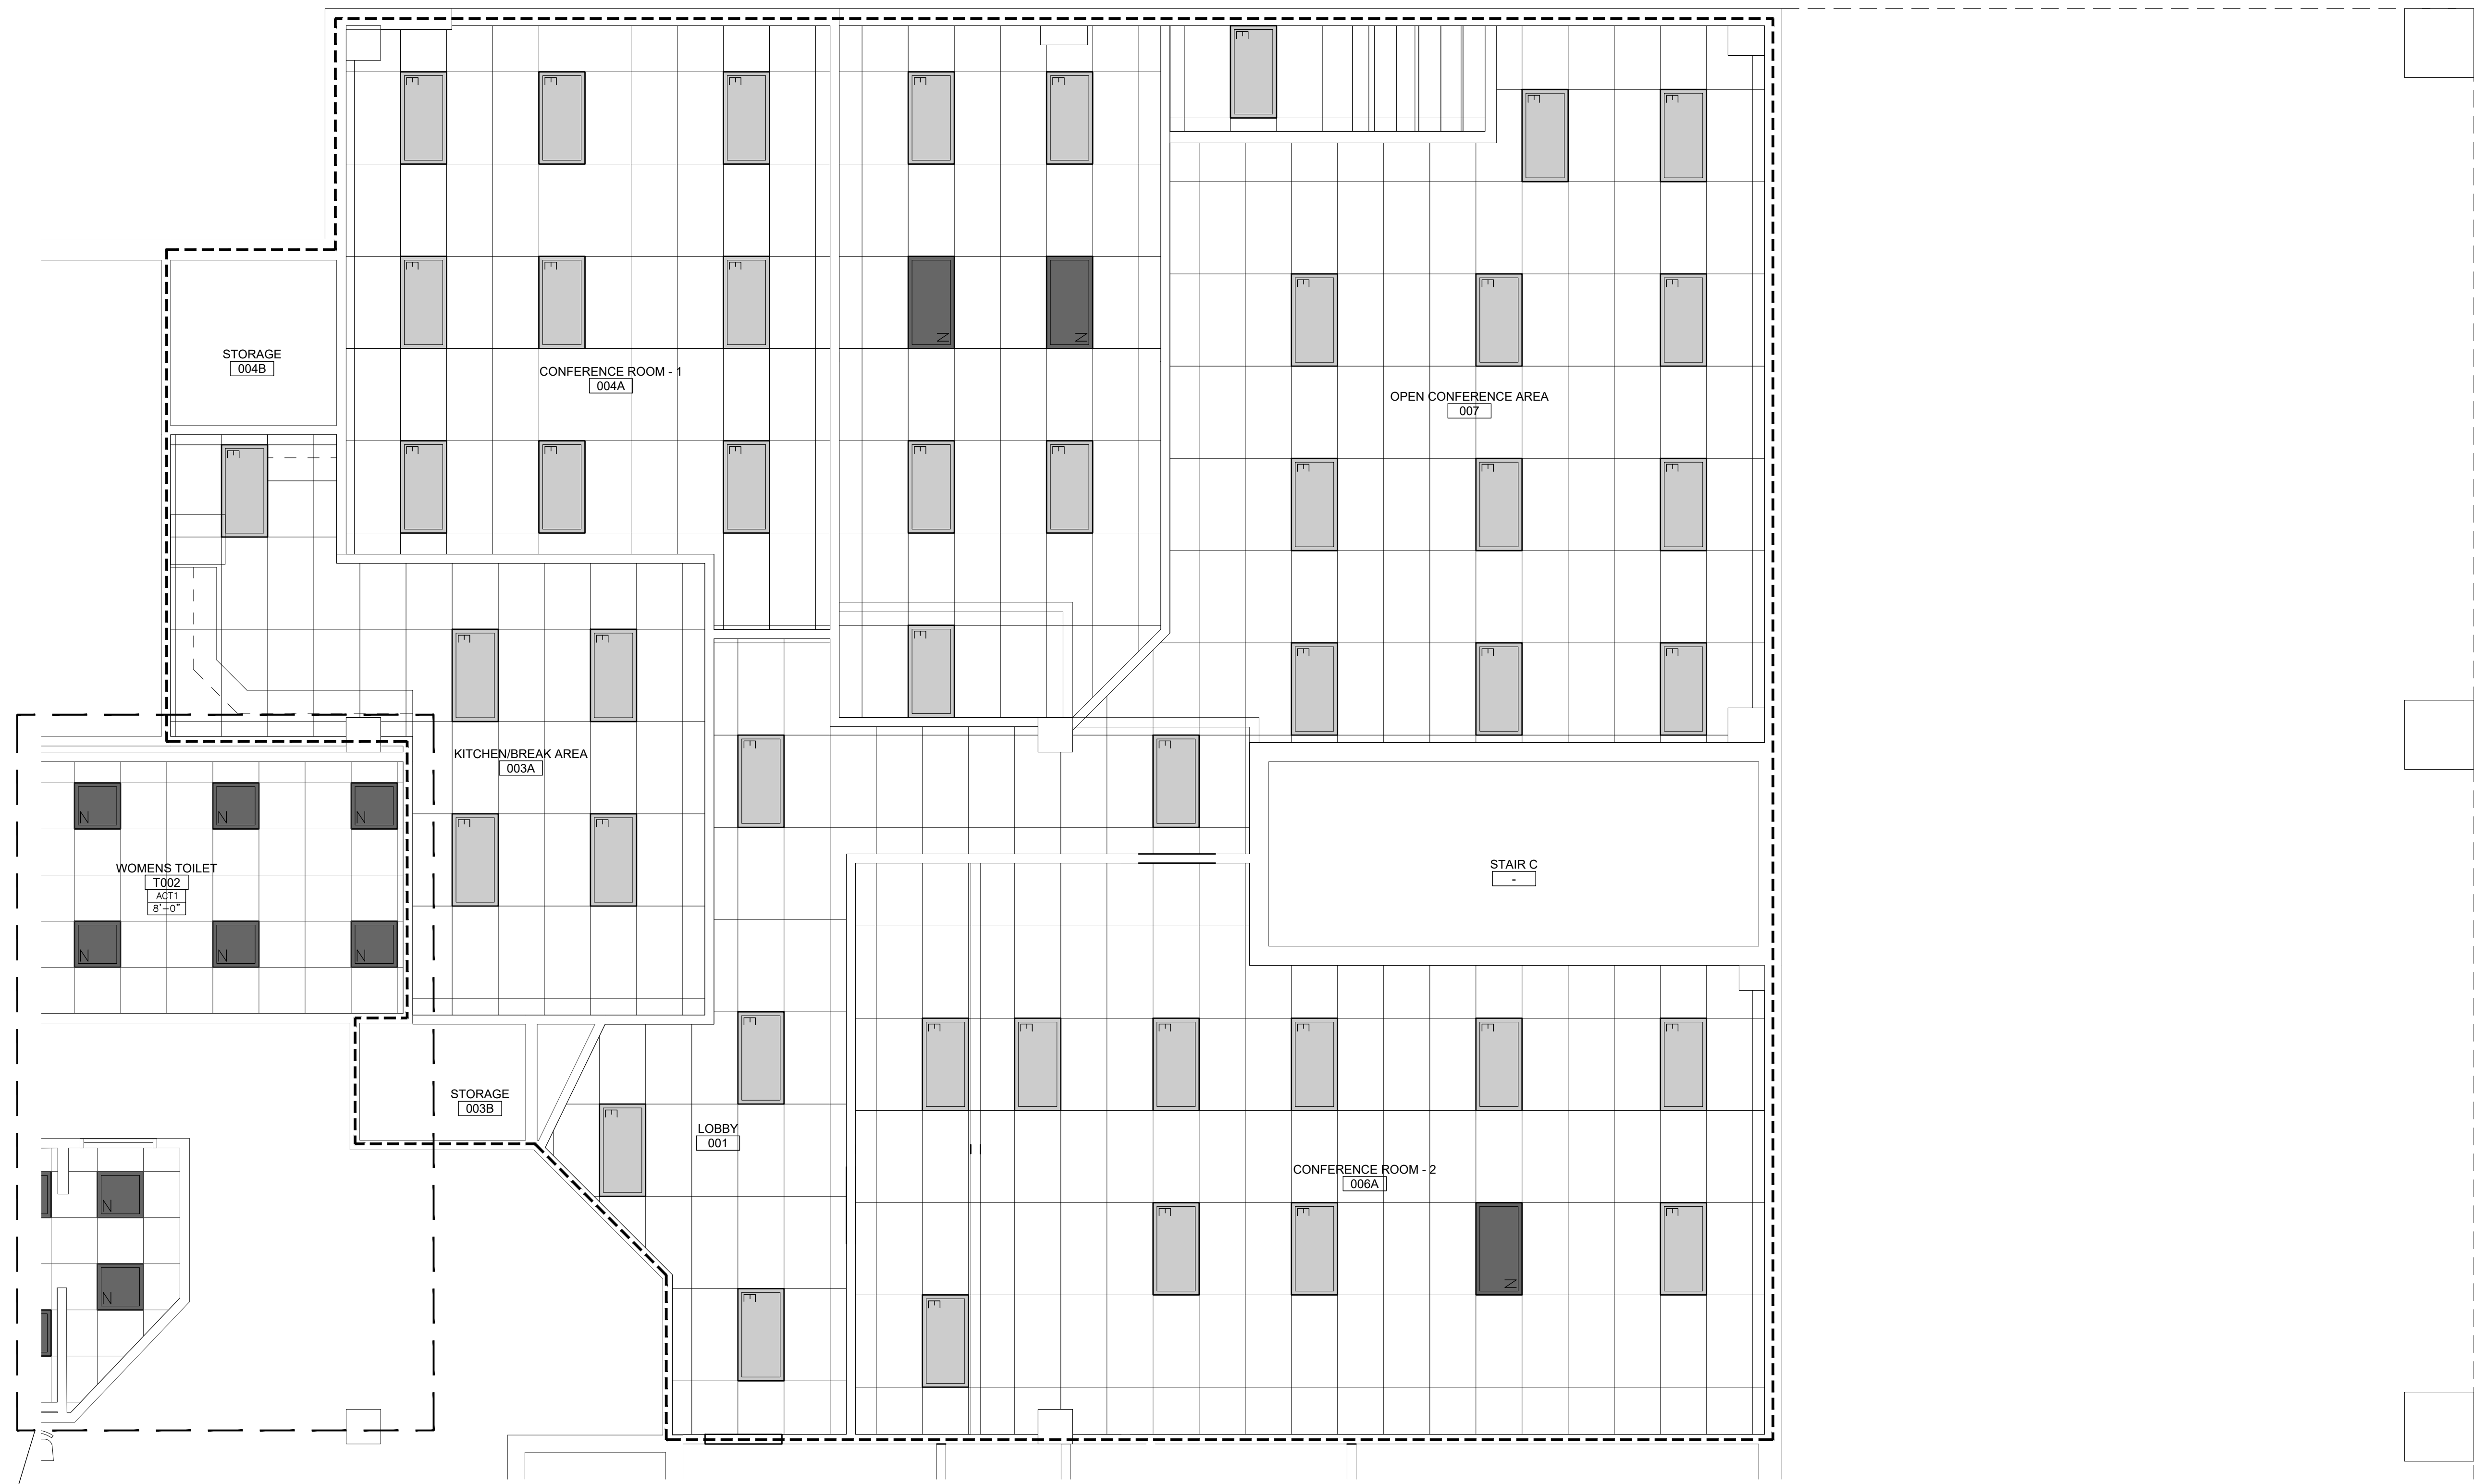 E E E E E E
E E
E E E N N E E E
STORAGE
004B
CONFERENCE ROOM - 1
004A
OPEN CONFERENCE AREA
007
E E E E E E E E E
E E E E E E
E E
KITCHEN/BREAK AREA
003A
N N N E E
WOMENS TOILET
T002
ACT1
8'-0"
STAIR C
-
N N N
E E E E E E E
STORAGE
003B
E
LOBBY
001
CONFERENCE ROOM - 2
006A
N E E N E
N E E